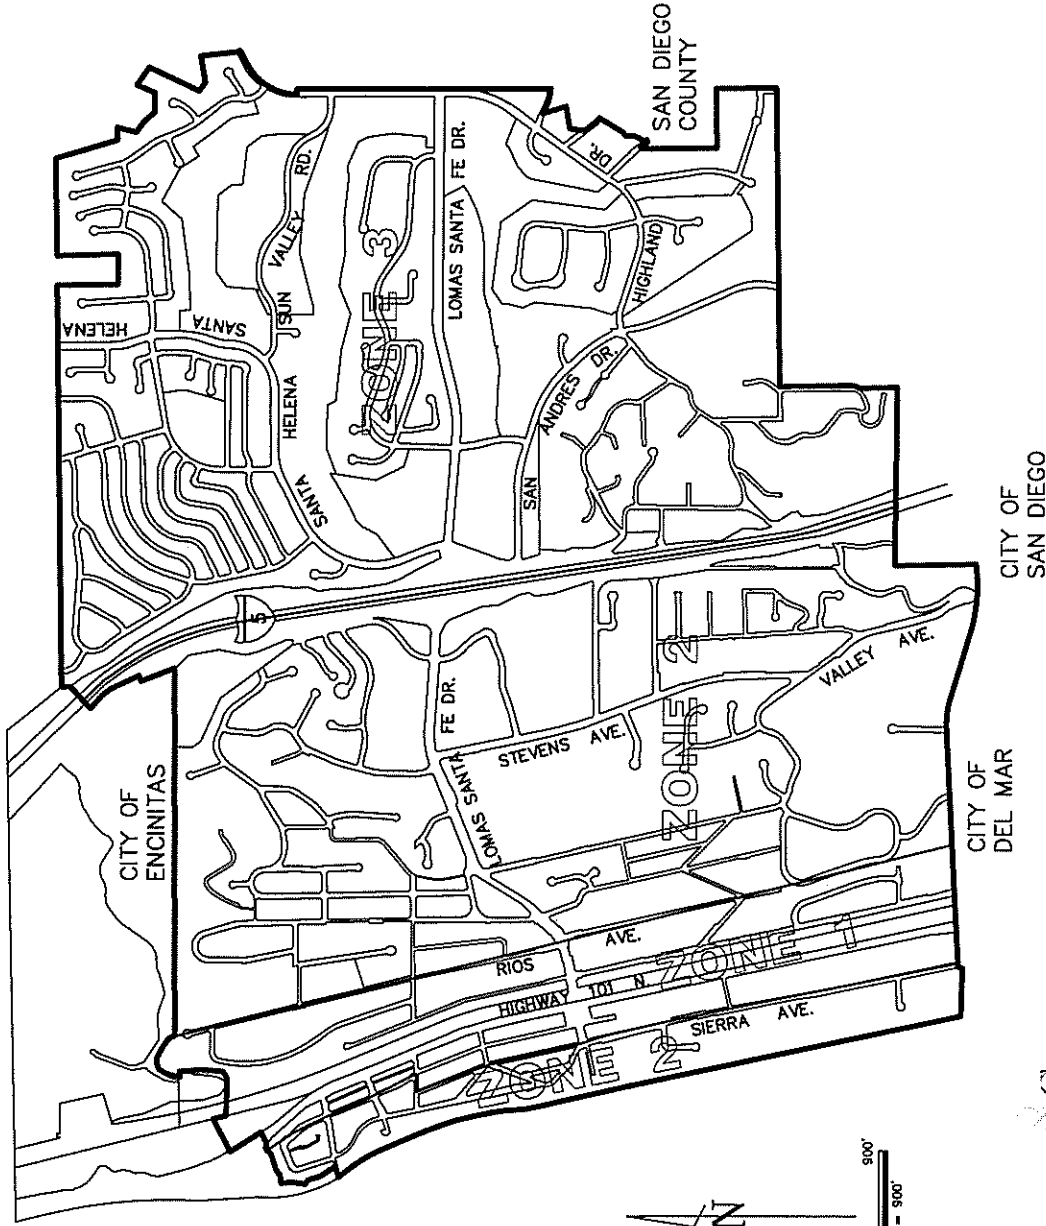 SAN DIEGO
COUNTY
FE DR.
RD.
DR.
VALLEY
LOMAS SANTA
ZONE 3
HIGHLAND
HELENA
SANTA
SUN
HELENA
ANDRES DR.
SANTA
SAN
5
CITY OF
SAN DIEGO
ZONE 2
VALLEY AVE.
FE DR.
STEVENS AVE.
CITY OF
ENCINITAS
LOMAS SANTA
CITY OF
DEL MAR
RIOS
AVE.
HIGHWAY 101 N.
ZONE 1
SIERRA AVE.
ZONE 2
N
900'
900'